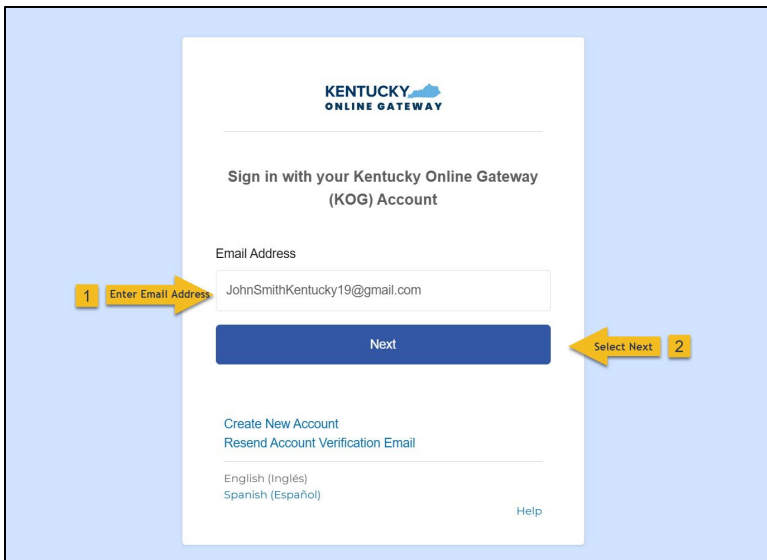 KENTUCKY
ONLINE GATEWAY
Sign in with your Kentucky Online Gateway
(KOG) Account
Email Address
1 Enter Email Address JohnSmithKentucky19@gmail.com
Next
Select Next 2
Create New Account
Resend Account Verification Email
English (Inglés)
Spanish (Español)
Help